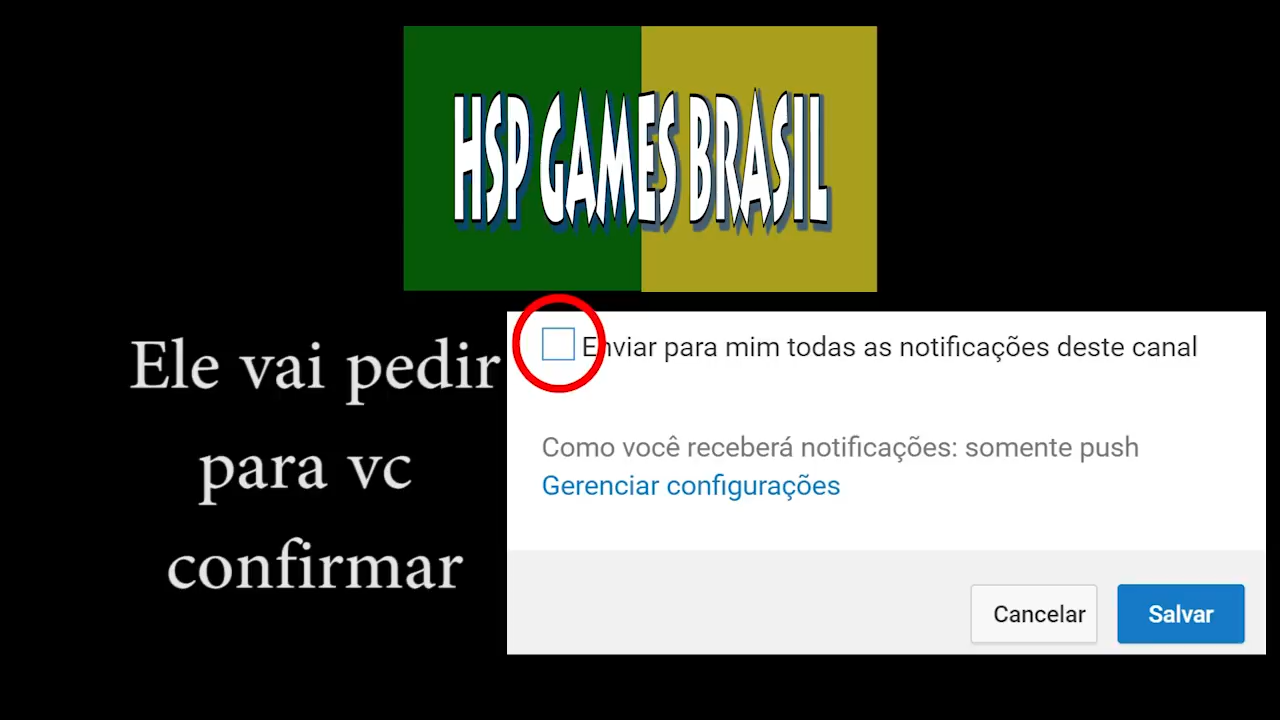 HSP GAMES BRASIL
Ele vai pedir
para vc
confirmar
Enviar para mim todas as notificações deste canal
Como você receberá notificações: somente push
Gerenciar configurações
Cancelar
Salvar